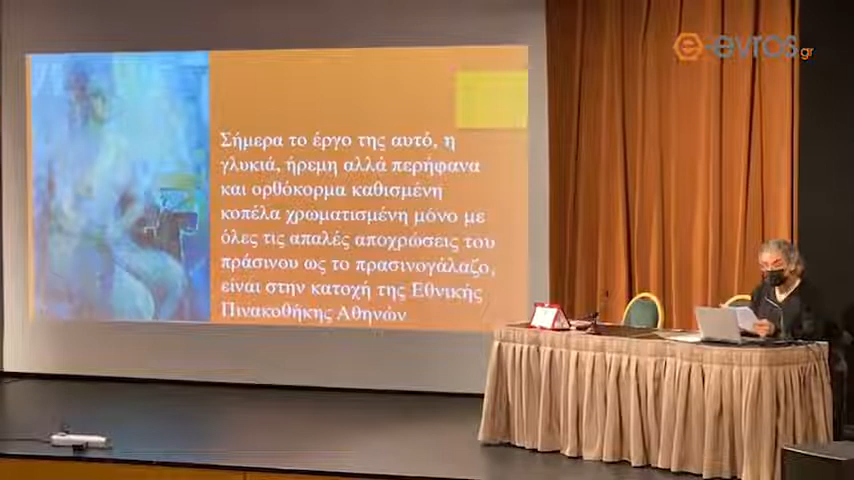 e-evros.gr
Σήμερα το έργο της αυτό, η
γλυκιά, ήρεμη αλλά περήφανα
και ορθόκορμα καθισμένη
κοπέλα χρωματισμένη μόνο με
όλες τις απαλές αποχρώσεις του
πράσινου ως το πρασινογάλαζο,
είναι στην κατοχή της Εθνικής
Πινακοθήκης Αθηνών